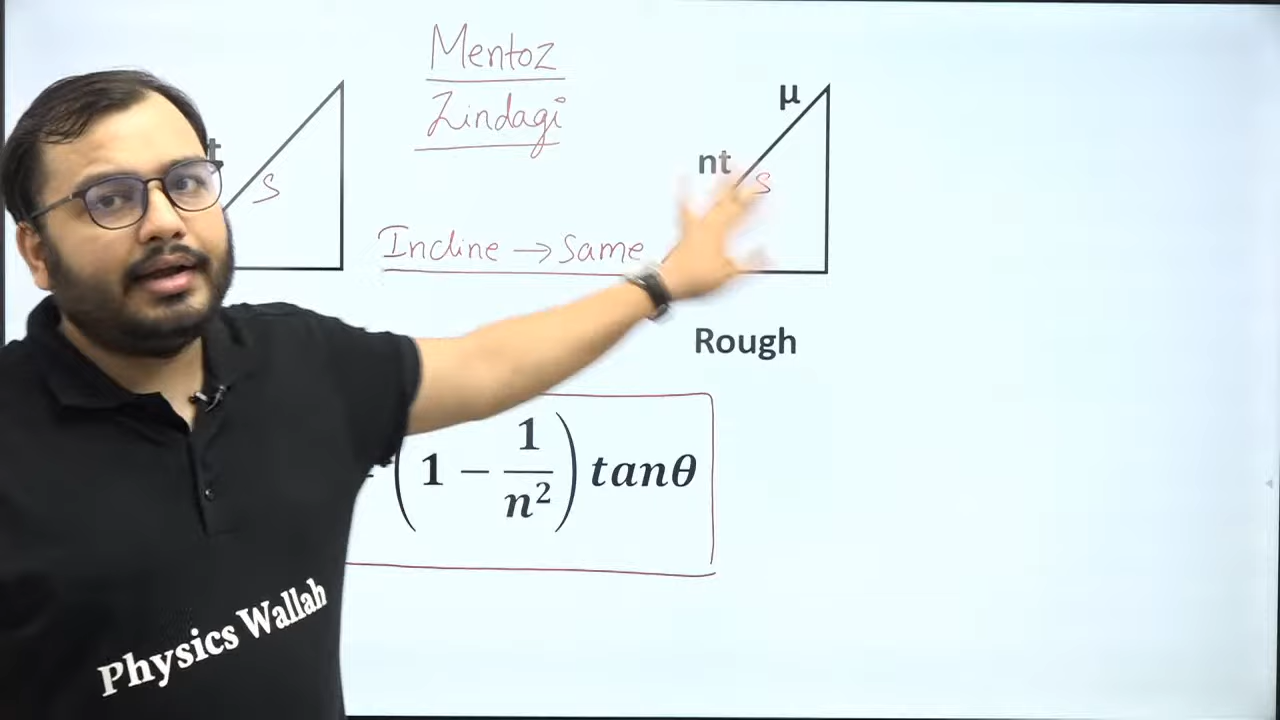 Mentoz
Zindagi
t
S
μ
nt
S
Incline → Same
Rough
(1 − 1/n²) tanθ
Physics Wallah